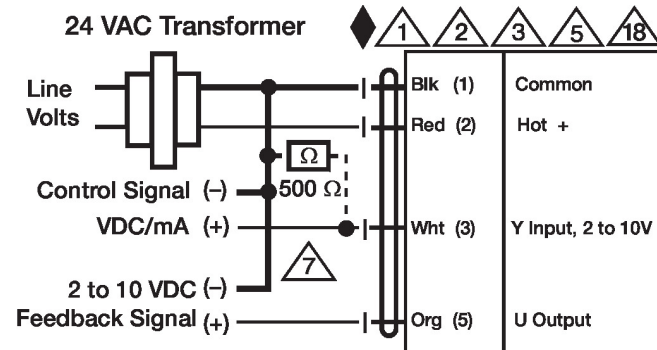 24 VAC Transformer
1 2 3 5 18
Line
Volts
Blk (1) Common
Red (2) Hot +
Ω
500 Ω
Control Signal (–)
VDC/mA (+)
Wht (3) Y Input, 2 to 10V
7
2 to 10 VDC (–)
Feedback Signal (+)
Org (5) U Output